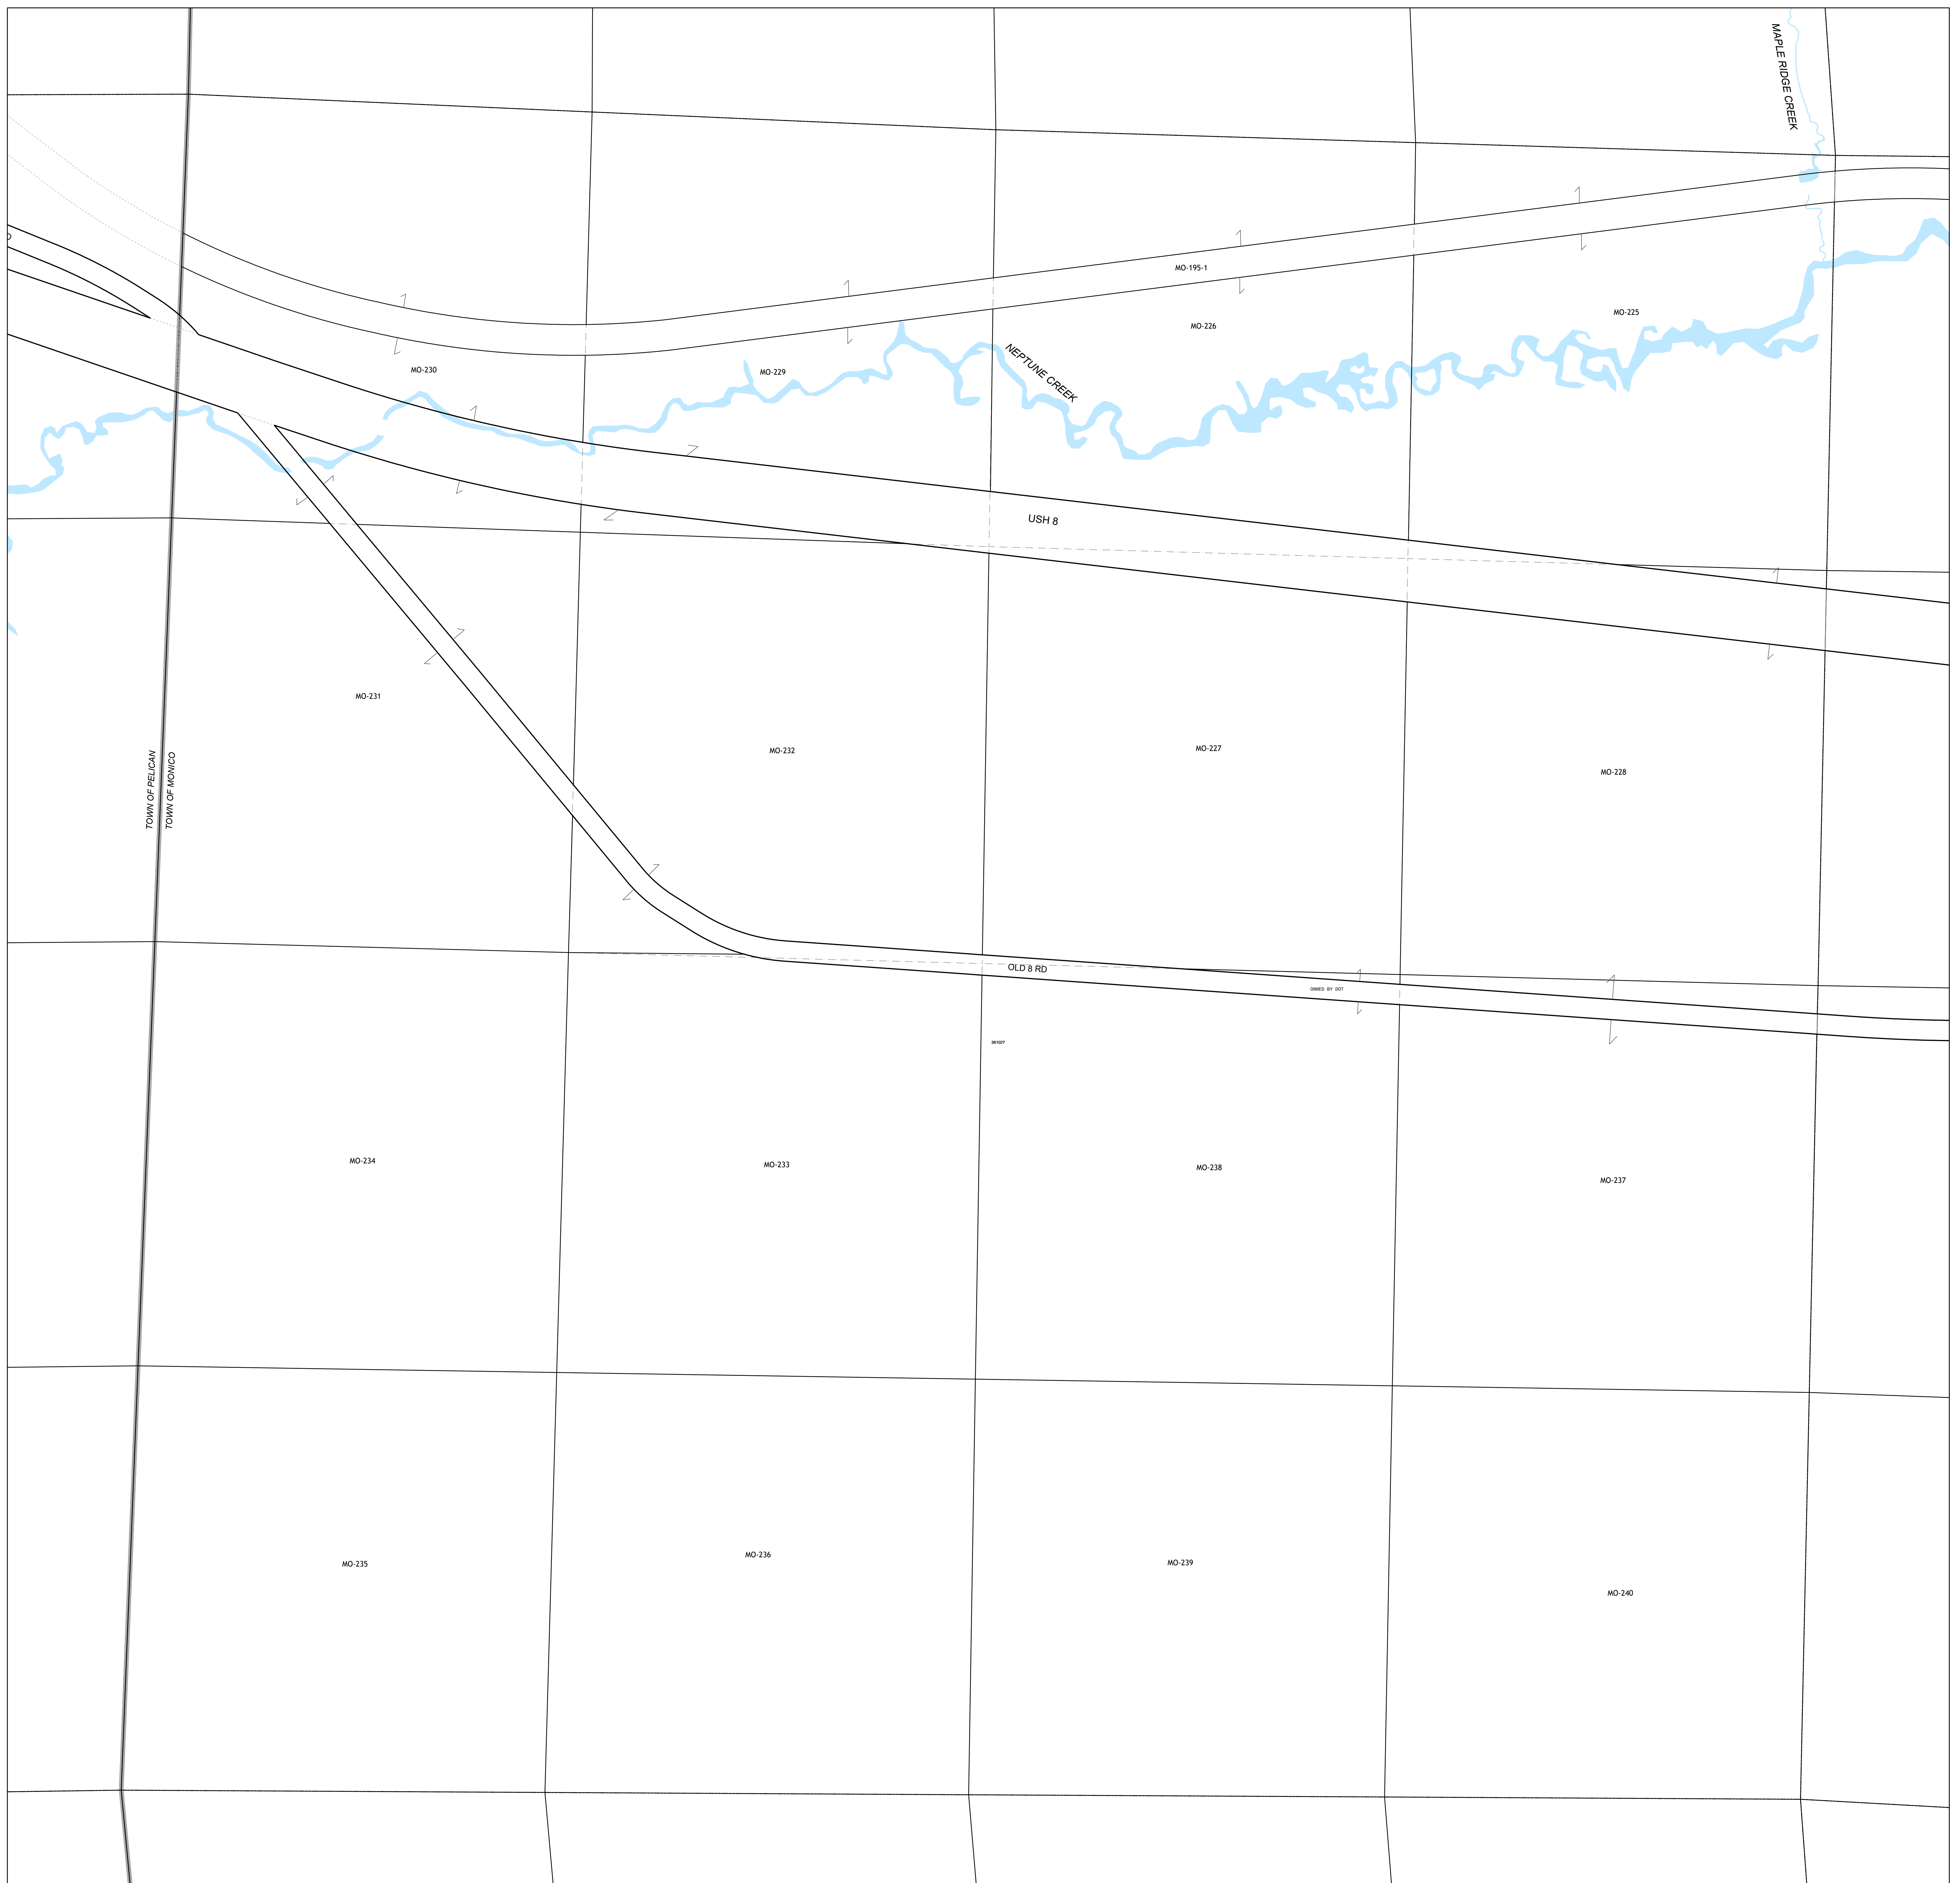 MAPLE RIDGE CREEK
MO-195-1
MO-225
MO-226
NEPTUNE CREEK
MO-230
MO-229
USH 8
MO-231
MO-232
MO-227
MO-228
TOWN OF PELICAN
TOWN OF MONICO
OLD 8 RD
OWNED BY DOT
361027
MO-234
MO-233
MO-238
MO-237
MO-235
MO-236
MO-239
MO-240